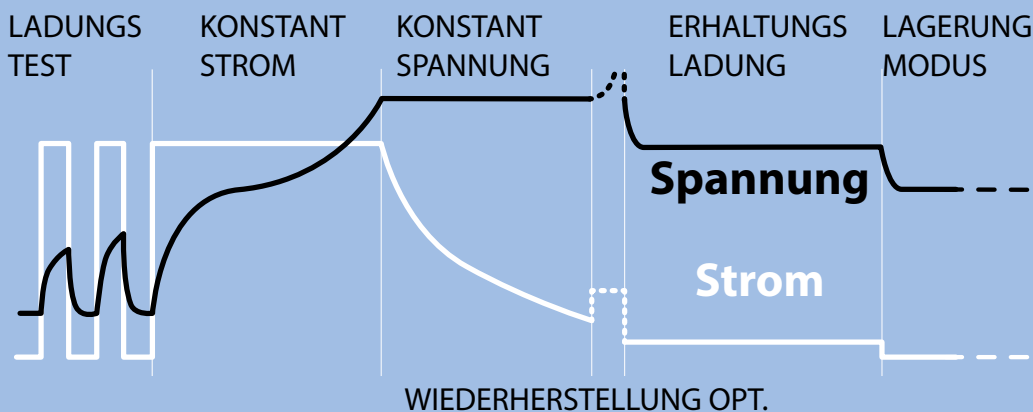 LADUNGS
TEST
KONSTANT
STROM
KONSTANT
SPANNUNG
ERHALTUNGS
LADUNG
LAGERUNG
MODUS
Spannung
Strom
WIEDERHERSTELLUNG OPT.